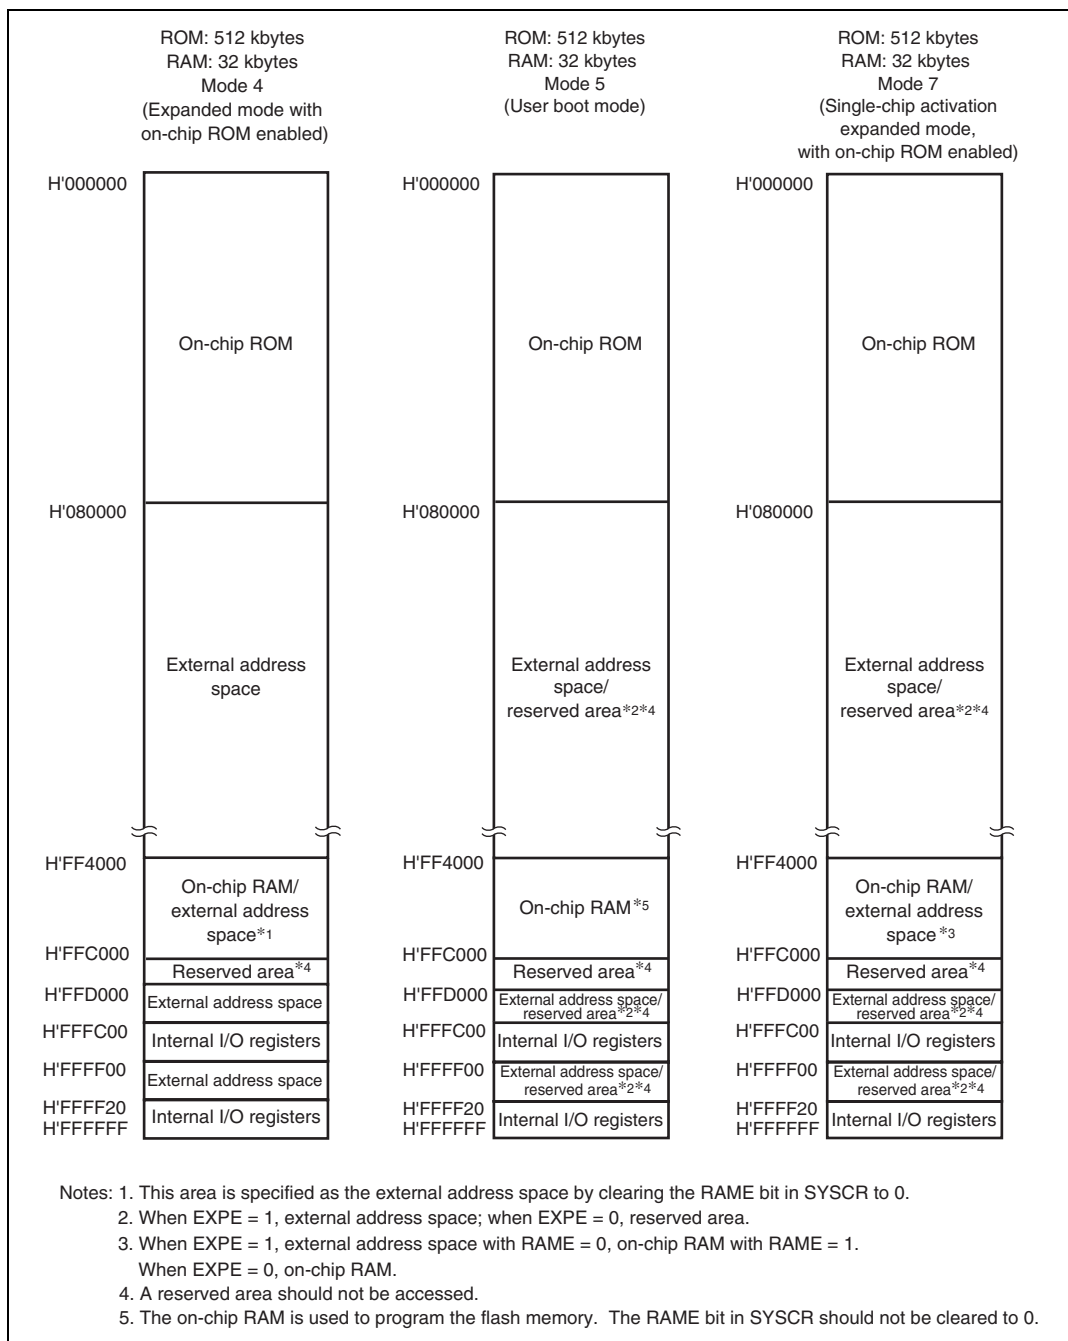 ROM: 512 kbytes
RAM: 32 kbytes
Mode 4
(Expanded mode with
on-chip ROM enabled)
H'000000
On-chip ROM
H'080000
External address
space
H'FF4000
On-chip RAM/
external address
space*1
H'FFC000
Reserved area*4
H'FFD000
External address space
H'FFFC00
Internal I/O registers
H'FFFF00
External address space
H'FFFF20
Internal I/O registers
H'FFFFFF
ROM: 512 kbytes
RAM: 32 kbytes
Mode 5
(User boot mode)
H'000000
On-chip ROM
H'080000
External address
space/
reserved area*2*4
H'FF4000
On-chip RAM*5
H'FFC000
Reserved area*4
H'FFD000
External address space/
reserved area*2*4
H'FFFC00
Internal I/O registers
H'FFFF00
External address space/
reserved area*2*4
H'FFFF20
Internal I/O registers
H'FFFFFF
ROM: 512 kbytes
RAM: 32 kbytes
Mode 7
(Single-chip activation
expanded mode,
with on-chip ROM enabled)
H'000000
On-chip ROM
H'080000
External address
space/
reserved area*2*4
H'FF4000
On-chip RAM/
external address
space*3
H'FFC000
Reserved area*4
H'FFD000
External address space/
reserved area*2*4
H'FFFC00
Internal I/O registers
H'FFFF00
External address space/
reserved area*2*4
H'FFFF20
Internal I/O registers
H'FFFFFF
Notes: 1. This area is specified as the external address space by clearing the RAME bit in SYSCR to 0.
2. When EXPE = 1, external address space; when EXPE = 0, reserved area.
3. When EXPE = 1, external address space with RAME = 0, on-chip RAM with RAME = 1.
When EXPE = 0, on-chip RAM.
4. A reserved area should not be accessed.
5. The on-chip RAM is used to program the flash memory. The RAME bit in SYSCR should not be cleared to 0.